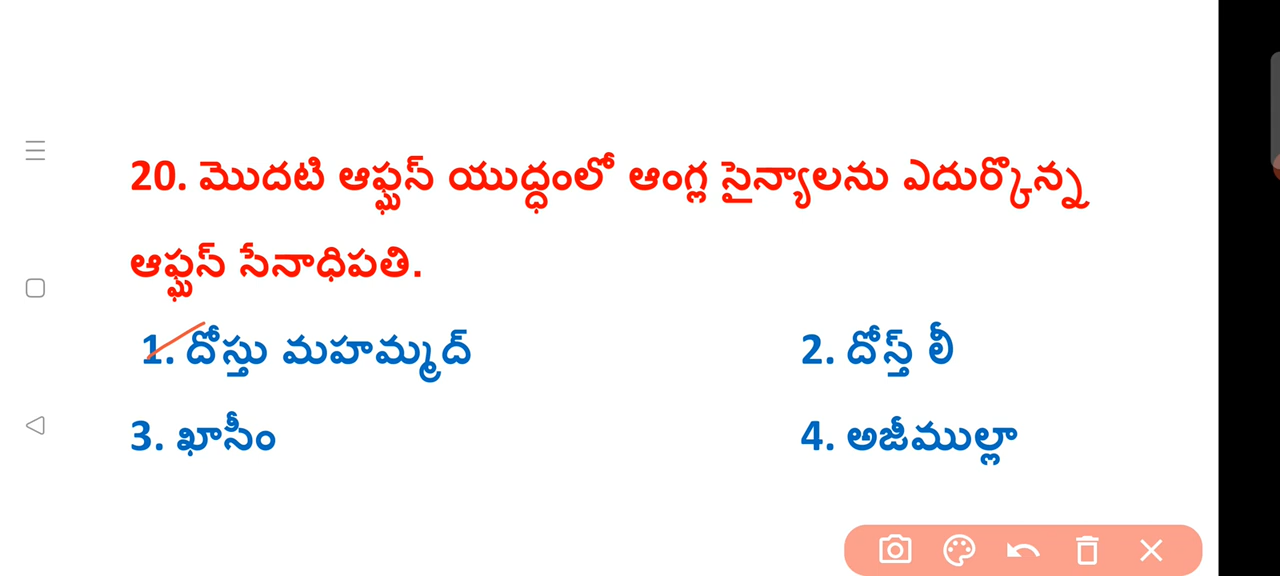 20. మొదటి ఆఫ్ఘన్ యుద్ధంలో ఆంగ్ల సైన్యాలను ఎదుర్కొన్న
ఆఫ్ఘన్ సేనాధిపతి.
1. దోస్తు మహమ్మద్ 2. దోస్త్ లీ
3. ఖాసీం 4. అజీముల్లా